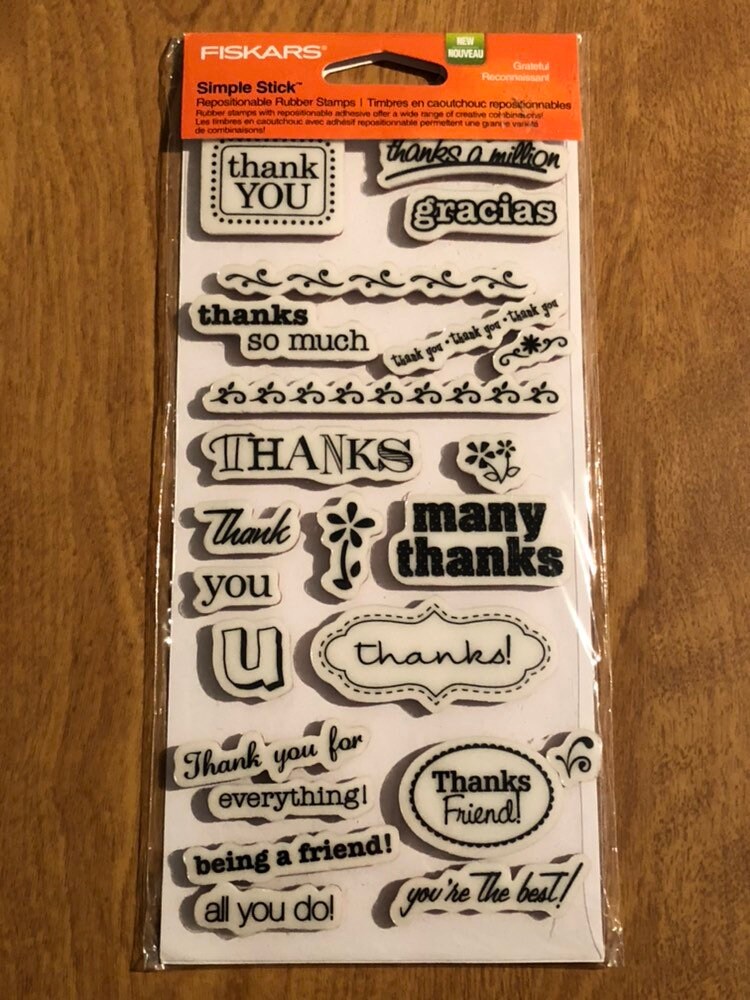 FISKARS®
NEW
NOUVEAU
Grateful
Reconnaissant
Simple Stick™
Repositionable Rubber Stamps | Timbres en caoutchouc repositionnables
Rubber stamps with repositionable adhesive offer a wide range of creative combinations!
Les timbres en caoutchouc avec adhésif repositionnable permettent une grande variété
de combinaisons!
thank
YOU
thanks a million
gracias
thanks
so much
thank you • thank you • thank you
THANKS
Thank
you
many
thanks
u
thanks!
Thank you for
everything!
Thanks
Friend!
being a friend!
all you do!
you're the best!